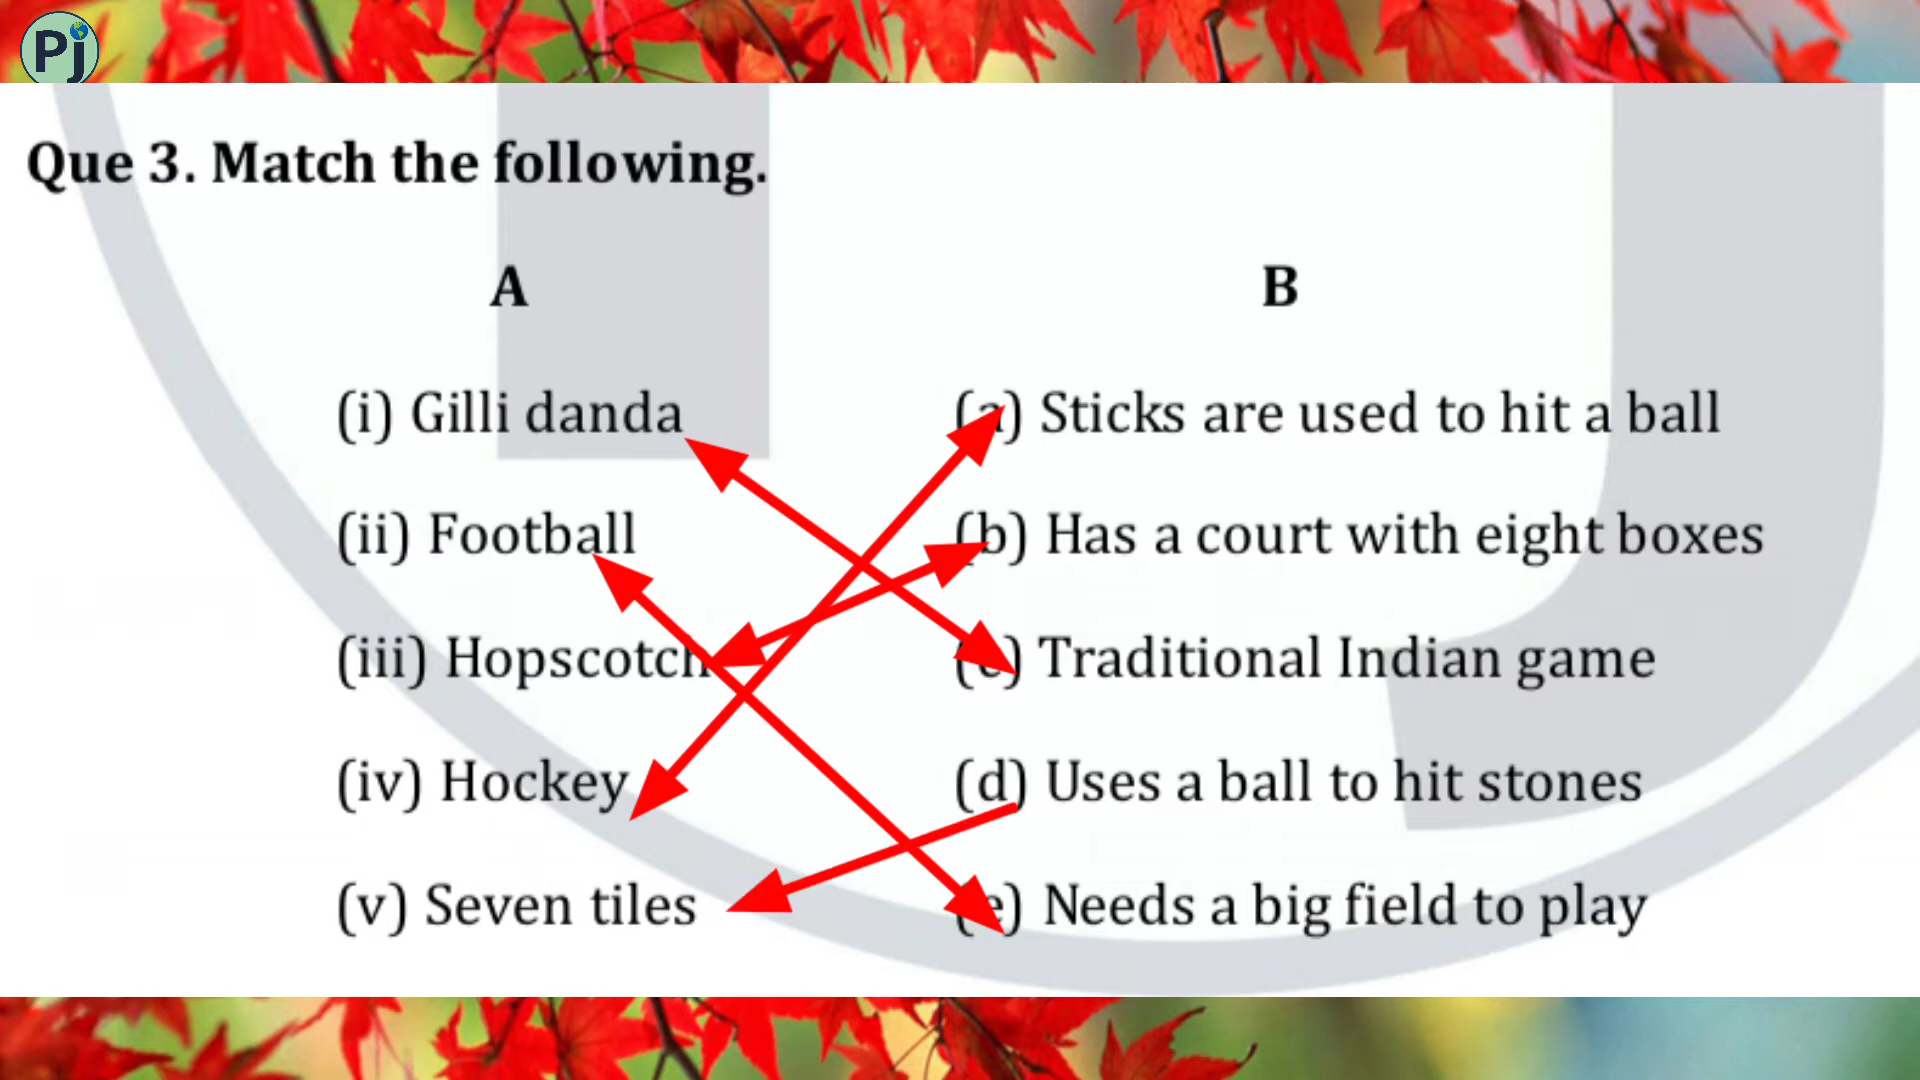 Pj
Que 3. Match the following.
A B
(i) Gilli danda (a) Sticks are used to hit a ball
(ii) Football (b) Has a court with eight boxes
(iii) Hopscotch (c) Traditional Indian game
(iv) Hockey (d) Uses a ball to hit stones
(v) Seven tiles (e) Needs a big field to play